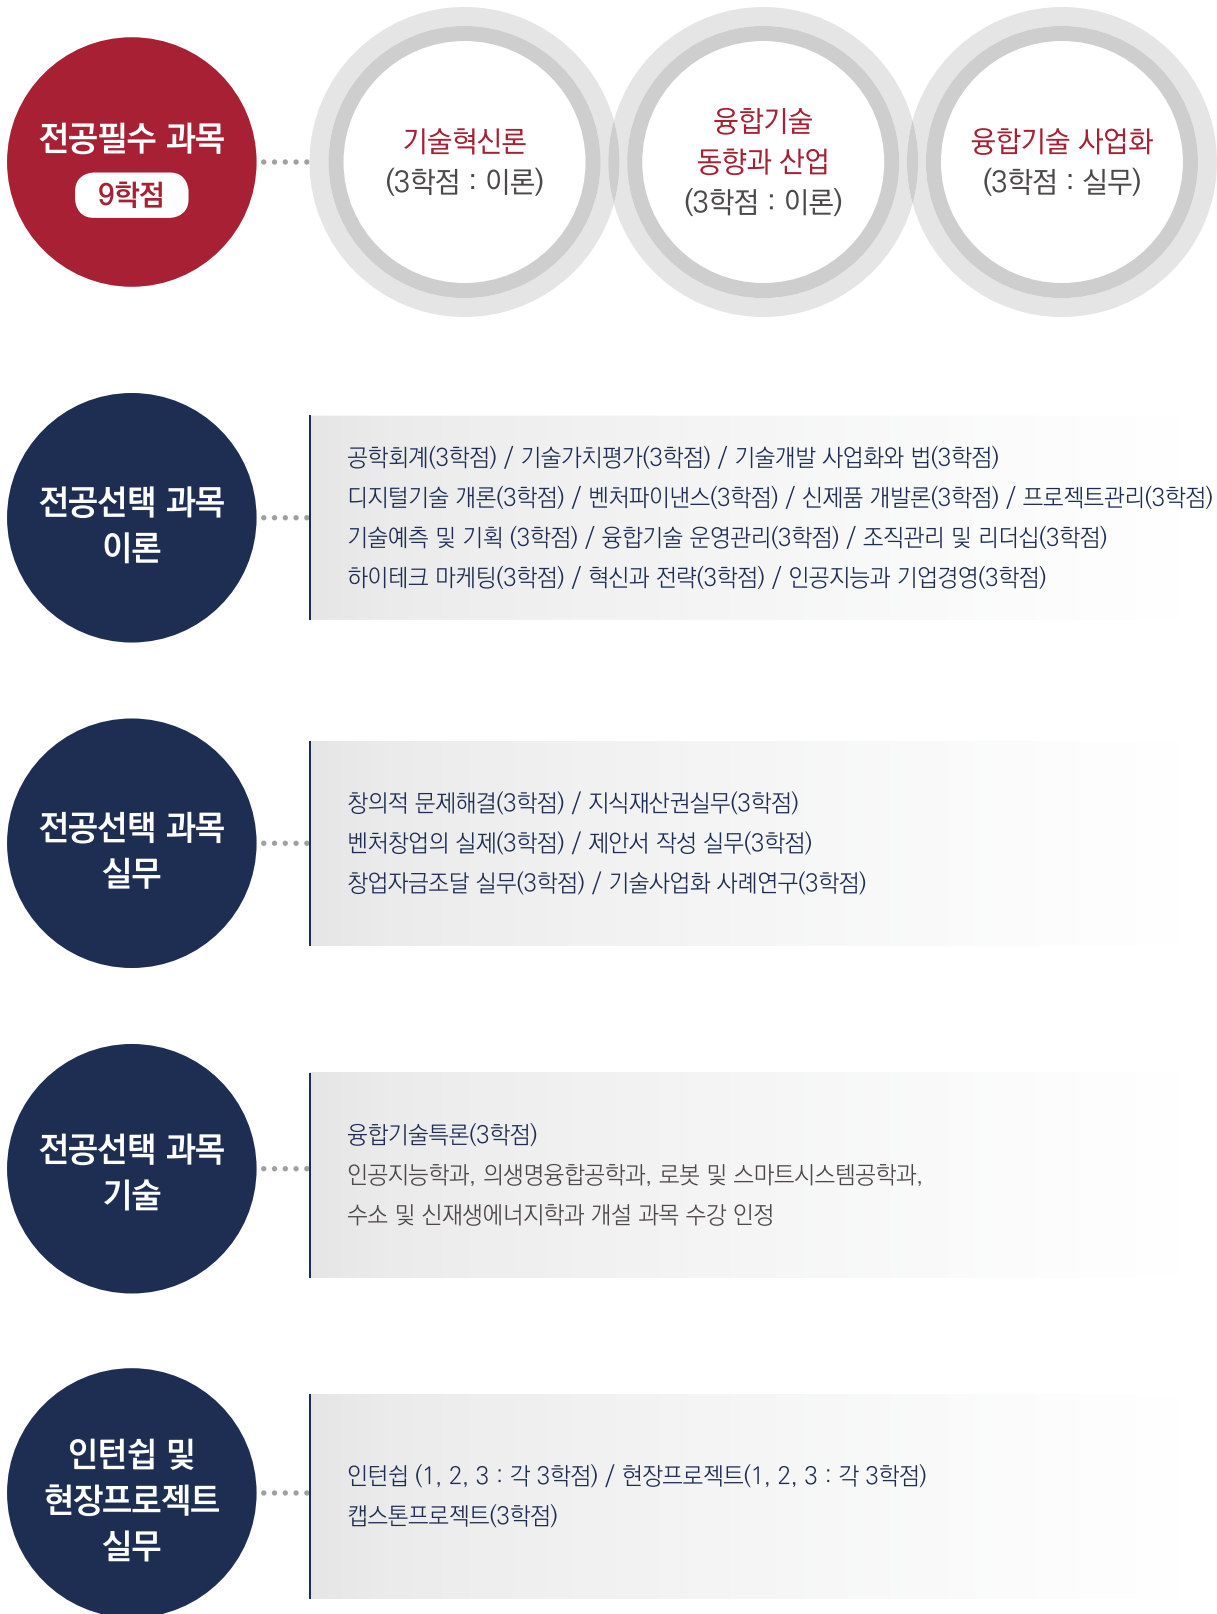 전공필수 과목
9학점
기술혁신론
(3학점 : 이론)
융합기술
동향과 산업
(3학점 : 이론)
융합기술 사업화
(3학점 : 실무)
전공선택 과목
이론
공학회계(3학점) / 기술가치평가(3학점) / 기술개발 사업화와 법(3학점)
디지털기술 개론(3학점) / 벤처파이낸스(3학점) / 신제품 개발론(3학점) / 프로젝트관리(3학점)
기술예측 및 기획 (3학점) / 융합기술 운영관리(3학점) / 조직관리 및 리더십(3학점)
하이테크 마케팅(3학점) / 혁신과 전략(3학점) / 인공지능과 기업경영(3학점)
전공선택 과목
실무
창의적 문제해결(3학점) / 지식재산권실무(3학점)
벤처창업의 실제(3학점) / 제안서 작성 실무(3학점)
창업자금조달 실무(3학점) / 기술사업화 사례연구(3학점)
전공선택 과목
기술
융합기술특론(3학점)
인공지능학과, 의생명융합공학과, 로봇 및 스마트시스템공학과,
수소 및 신재생에너지학과 개설 과목 수강 인정
인턴쉽 및
현장프로젝트
실무
인턴쉽 (1, 2, 3 : 각 3학점) / 현장프로젝트(1, 2, 3 : 각 3학점)
캡스톤프로젝트(3학점)